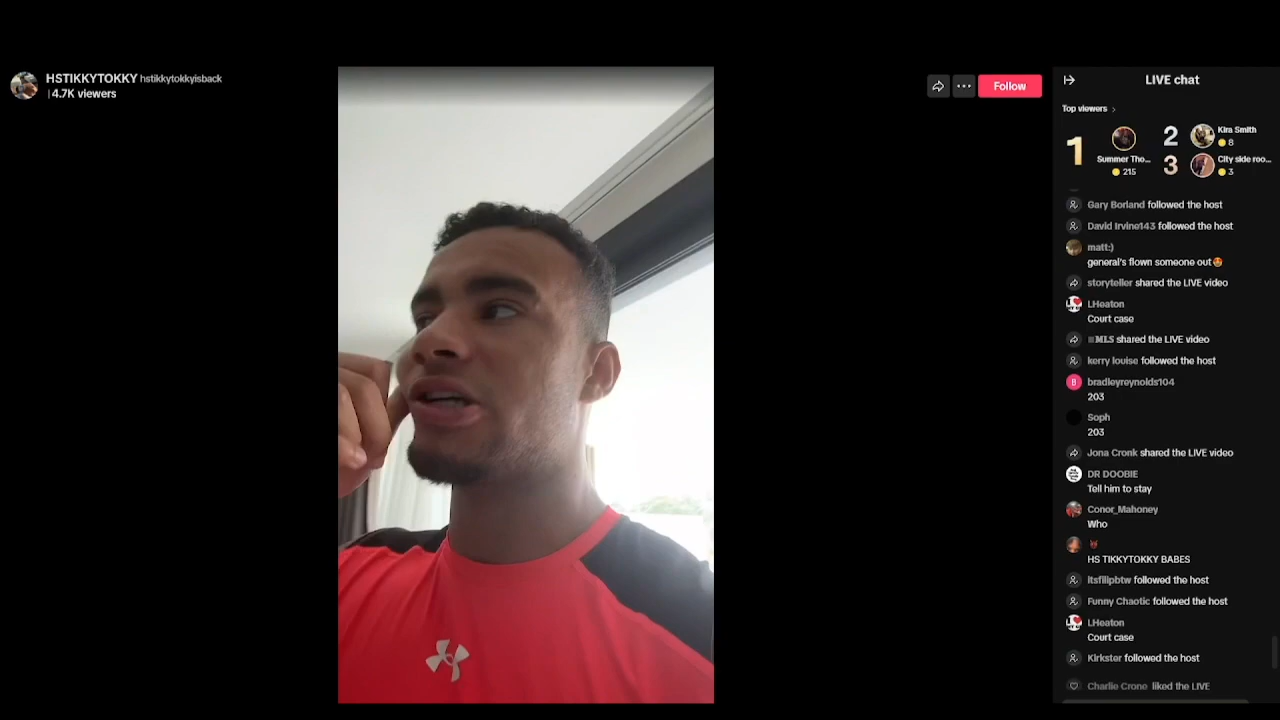 HSTIKKYTOKKY hstikkytokkyisback
4.7K viewers
Follow
LIVE chat
Top viewers
1
Summer Tho...
215
2
Kira Smith
8
3
City side roo...
3
Gary Borland followed the host
David Irvine143 followed the host
matt:)
general's flown someone out😍
storyteller shared the LIVE video
LHeaton
Court case
MLS shared the LIVE video
kerry louise followed the host
B
bradleyreynolds104
203
Soph
203
Jona Cronk shared the LIVE video
DR DOOBIE
Tell him to stay
Conor_Mahoney
Who
HS TIKKYTOKKY BABES
itsfilipbtw followed the host
Funny Chaotic followed the host
LHeaton
Court case
Kirkster followed the host
Charlie Crone liked the LIVE